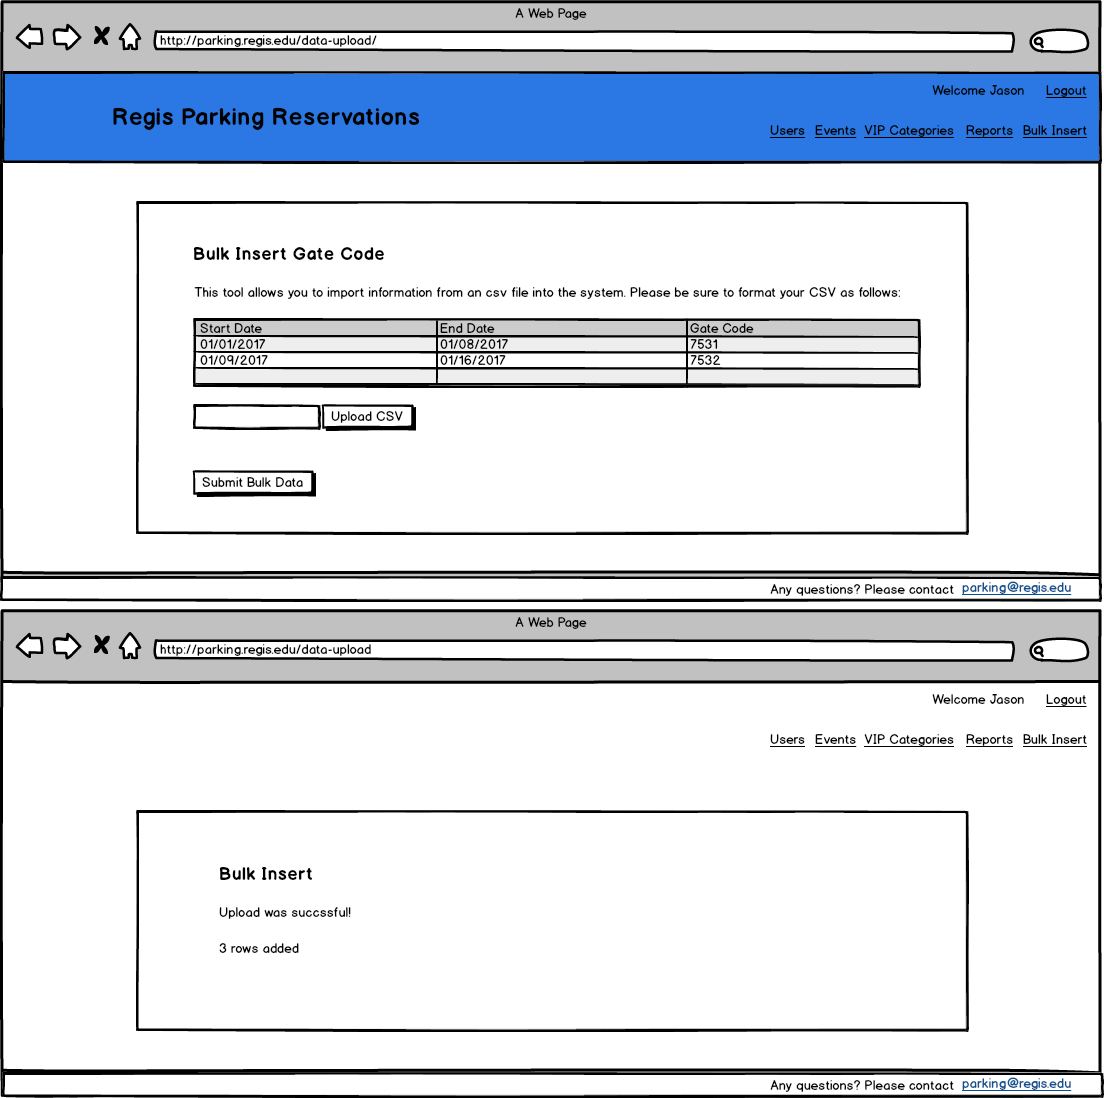 A Web Page
http://parking.regis.edu/data-upload/
Welcome Jason Logout
Regis Parking Reservations
Users Events VIP Categories Reports Bulk Insert
Bulk Insert Gate Code
This tool allows you to import information from an csv file into the system. Please be sure to format your CSV as follows:
Start Date End Date Gate Code
01/01/2017 01/08/2017 7531
01/09/2017 01/16/2017 7532
Upload CSV
Submit Bulk Data
Any questions? Please contact parking@regis.edu
A Web Page
http://parking.regis.edu/data-upload
Welcome Jason Logout
Users Events VIP Categories Reports Bulk Insert
Bulk Insert
Upload was succssful!
3 rows added
Any questions? Please contact parking@regis.edu